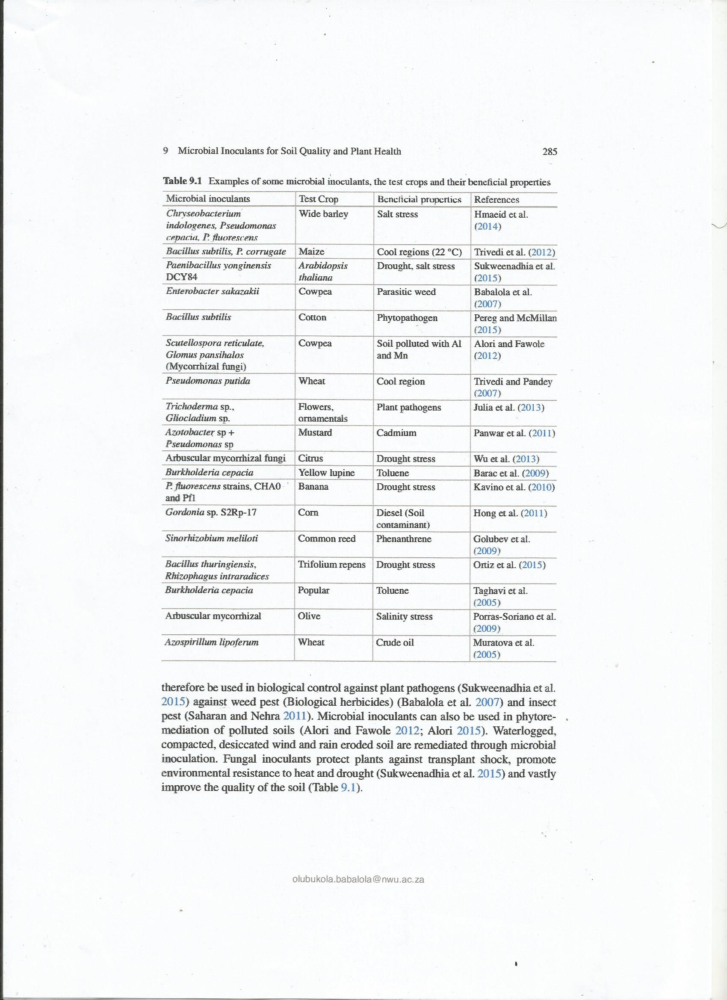 9 Microbial Inoculants for Soil Quality and Plant Health 285
Table 9.1 Examples of some microbial inoculants, the test crops and their beneficial properties
Microbial inoculants Test Crop Beneficial properties References
Chryseobacterium Wide barley Salt stress Hmaeid et al.
indologenes, Pseudomonas (2014)
cepacia, P. fluorescens
Bacillus subtilis, P. corrugate Maize Cool regions (22 °C) Trivedi et al. (2012)
Paenibacillus yonginensis Arabidopsis Drought, salt stress Sukweenadhia et al.
DCY84 thaliana (2015)
Enterobacter sakazakii Cowpea Parasitic weed Babalola et al.
(2007)
Bacillus subtilis Cotton Phytopathogen Pereg and McMillan
(2015)
Scutellospora reticulate, Cowpea Soil polluted with Al Alori and Fawole
Glomus pansihalos and Mn (2012)
(Mycorrhizal fungi)
Pseudomonas putida Wheat Cool region Trivedi and Pandey
(2007)
Trichoderma sp., Flowers, Plant pathogens Julia et al. (2013)
Gliocladium sp. ornamentals
Azotobacter sp + Mustard Cadmium Panwar et al. (2011)
Pseudomonas sp
Arbuscular mycorrhizal fungi Citrus Drought stress Wu et al. (2013)
Burkholderia cepacia Yellow lupine Toluene Barac et al. (2009)
P. fluorescens strains, CHA0 Banana Drought stress Kavino et al. (2010)
and Pf1
Gordonia sp. S2Rp-17 Corn Diesel (Soil Hong et al. (2011)
contaminant)
Sinorhizobium meliloti Common reed Phenanthrene Golubev et al.
(2009)
Bacillus thuringiensis, Trifolium repens Drought stress Ortiz et al. (2015)
Rhizophagus intraradices
Burkholderia cepacia Popular Toluene Taghavi et al.
(2005)
Arbuscular mycorrhizal Olive Salinity stress Porras-Soriano et al.
(2009)
Azospirillum lipoferum Wheat Crude oil Muratova et al.
(2005)
therefore be used in biological control against plant pathogens (Sukweenadhia et al.
2015) against weed pest (Biological herbicides) (Babalola et al. 2007) and insect
pest (Saharan and Nehra 2011). Microbial inoculants can also be used in phytore-
mediation of polluted soils (Alori and Fawole 2012; Alori 2015). Waterlogged,
compacted, desiccated wind and rain eroded soil are remediated through microbial
inoculation. Fungal inoculants protect plants against transplant shock, promote
environmental resistance to heat and drought (Sukweenadhia et al. 2015) and vastly
improve the quality of the soil (Table 9.1).
olubukola.babalola@nwu.ac.za